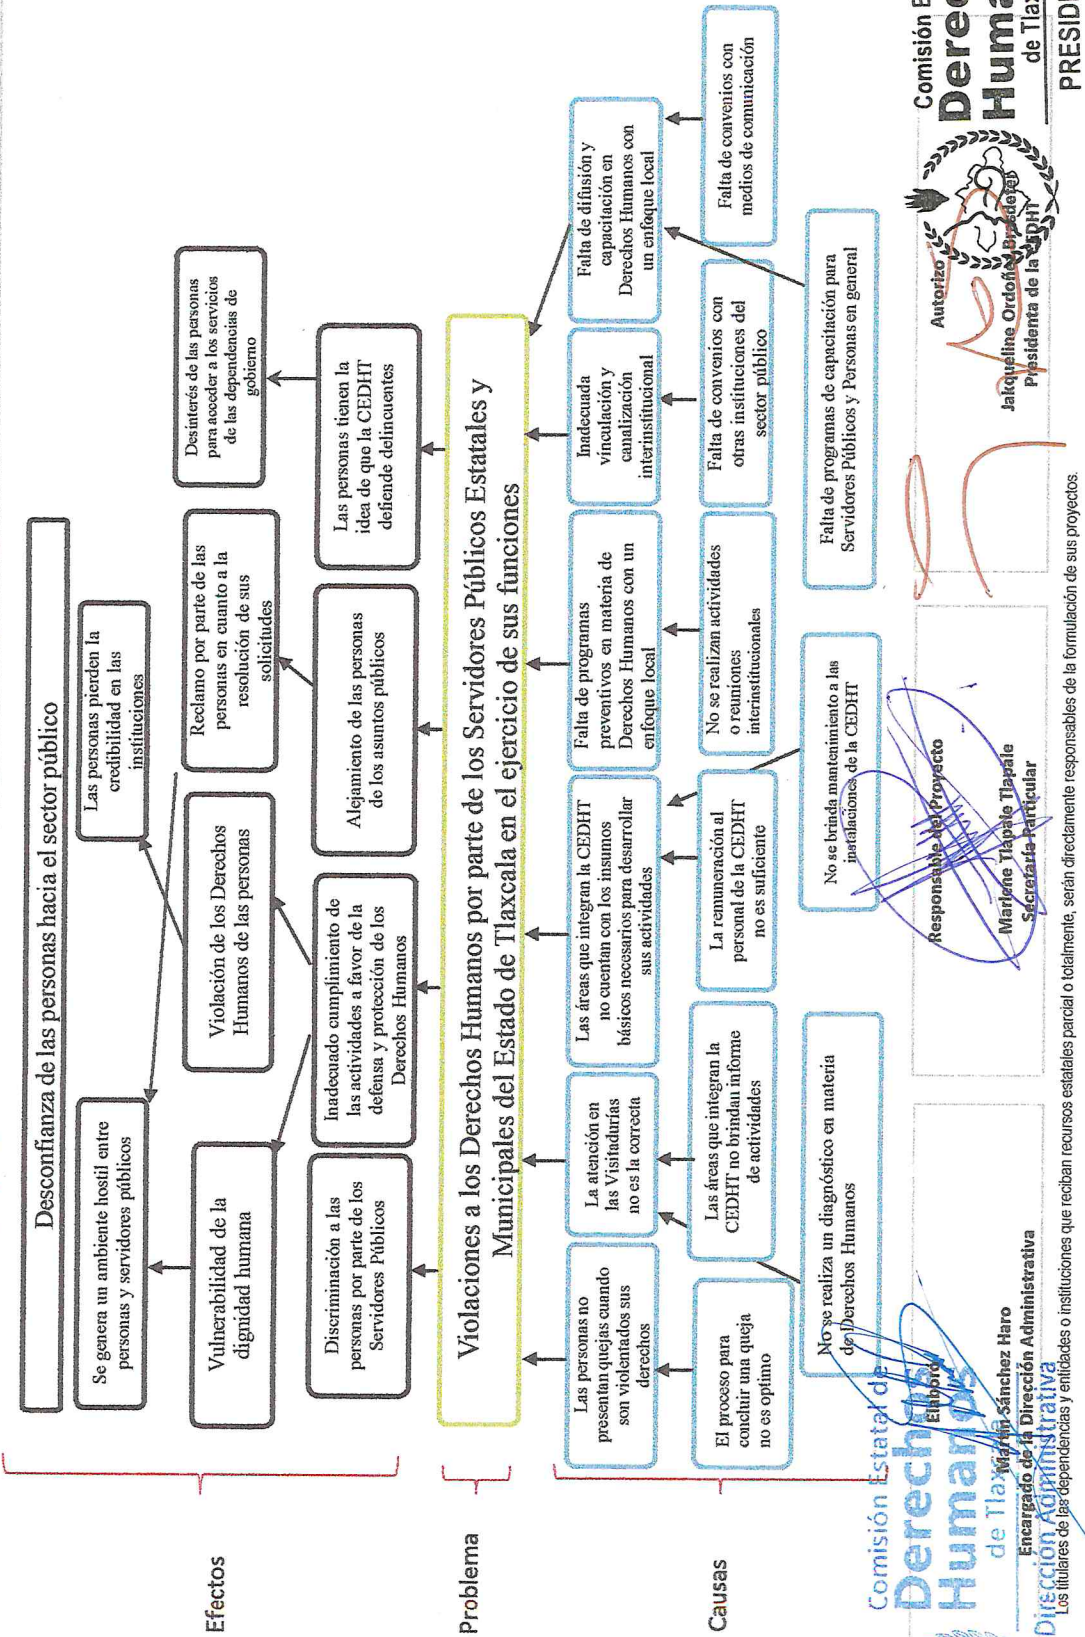 Desconfianza de las personas hacia el sector público
Efectos
Se genera un ambiente hostil entre
personas y servidores públicos
Las personas pierden la
credibilidad en las
instituciones
Vulnerabilidad de la
dignidad humana
Violación de los Derechos
Humanos de las personas
Reclamo por parte de las
personas en cuanto a la
resolución de sus
solicitudes
Desinterés de las personas
para acceder a los servicios
de las dependencias de
gobierno
Discriminación a las
personas por parte de los
Servidores Público
Inadecuado cumplimiento de
las actividades a favor de la
defensa y protección de los
Derechos Humanos
Alejamiento de las personas
de los asuntos públicos
Las personas tienen la
idea de que la CEDHT
defiende delincuentes
Problema
Violaciones a los Derechos Humanos por parte de los Servidores Públicos Estatales y
Municipales del Estado de Tlaxcala en el ejercicio de sus funciones
Causas
Las personas no
presentan quejas cuando
son violentados sus
derechos
La atención en
las Visitadurías
no es la correcta
Las áreas que integran la CEDHT
no cuentan con los insumos
básicos necesarios para desarrollar
sus actividades
Falta de programas
preventivos en materia de
Derechos Humanos con un
enfoque local
Inadecuada
vinculación y
canalización
interinstitucional
Falta de difusión y
capacitación en
Derechos Humanos con
un enfoque local
El proceso para
concluir una queja
no es optimo
Las áreas que integran la
CEDHT no brindan informe
de actividades
La remuneración al
personal de la CEDHT
no es suficiente
No se realizan actividades
o reuniones
interinstitucionales
Falta de convenios con
otras instituciones del
sector público
Falta de convenios con
medios de comunicación
No se realiza un diagnóstico en materia
de Derechos Humanos
No se brinda mantenimiento a las
instalaciones de la CEDHT
Falta de programas de capacitación para
Servidores Públicos y Personas en general
Comisión Estatal de
Derechos
Humanos
de Tlaxcala
Dirección Administrativa
Elaboró
Martín Sánchez Haro
Encargado de la Dirección Administrativa
Responsable del Proyecto
Marlene Tlapale Tlapale
Secretaria Particular
Autorizo
Jakqueline Ordoñez Brasdefer
Presidenta de la CEDHT
Comisión E
Derec
Huma
de Tlax
PRESID
Los titulares de las dependencias y entidades o instituciones que reciban recursos estatales parcial o totalmente, serán directamente responsables de la formulación de sus proyectos.